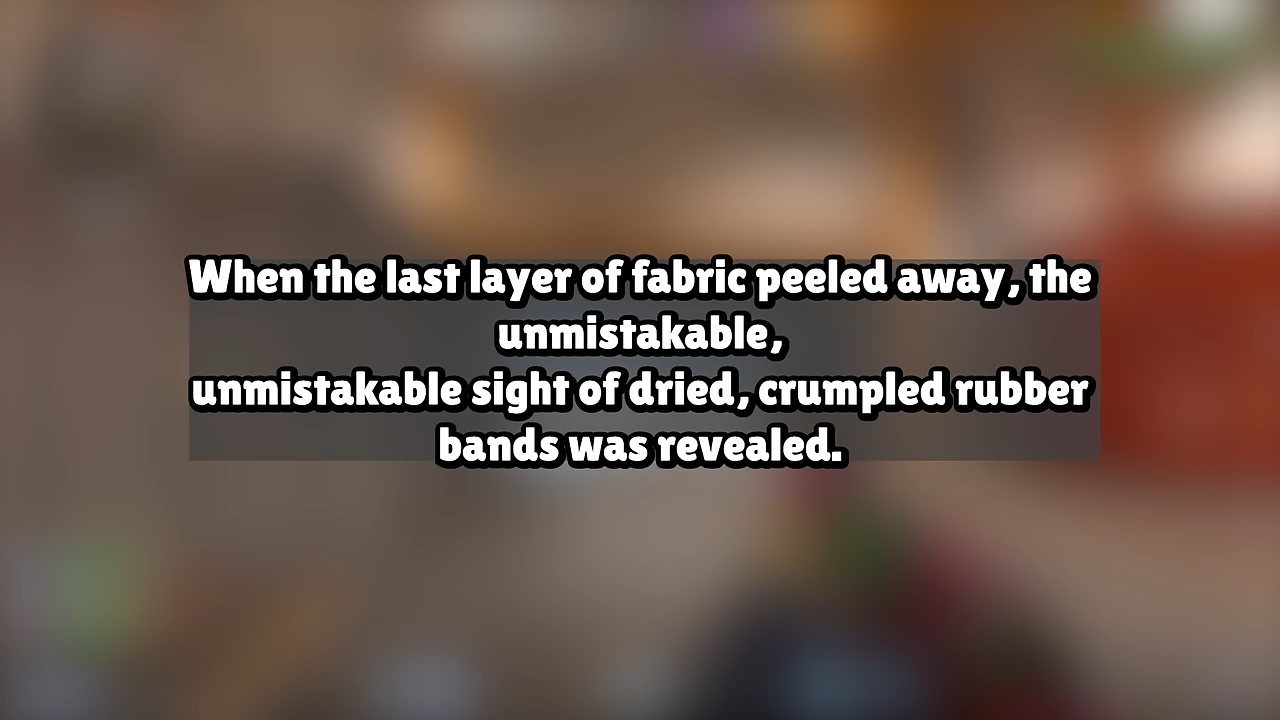 When the last layer of fabric peeled away, the
unmistakable,
unmistakable sight of dried, crumpled rubber
bands was revealed.